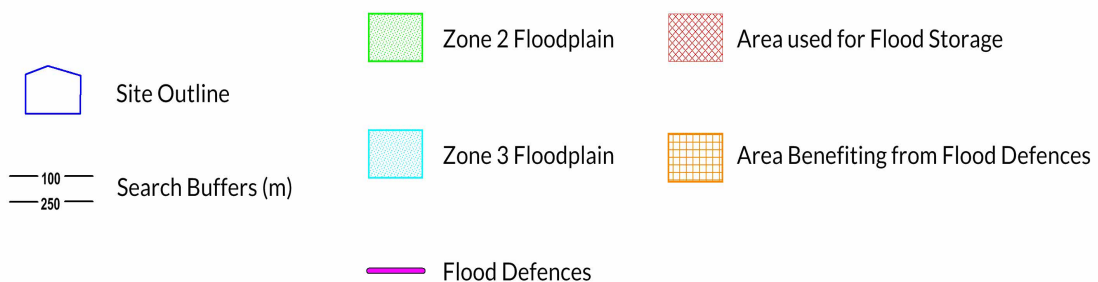 Site Outline
100
250
Search Buffers (m)
Zone 2 Floodplain
Zone 3 Floodplain
Flood Defences
Area used for Flood Storage
Area Benefiting from Flood Defences